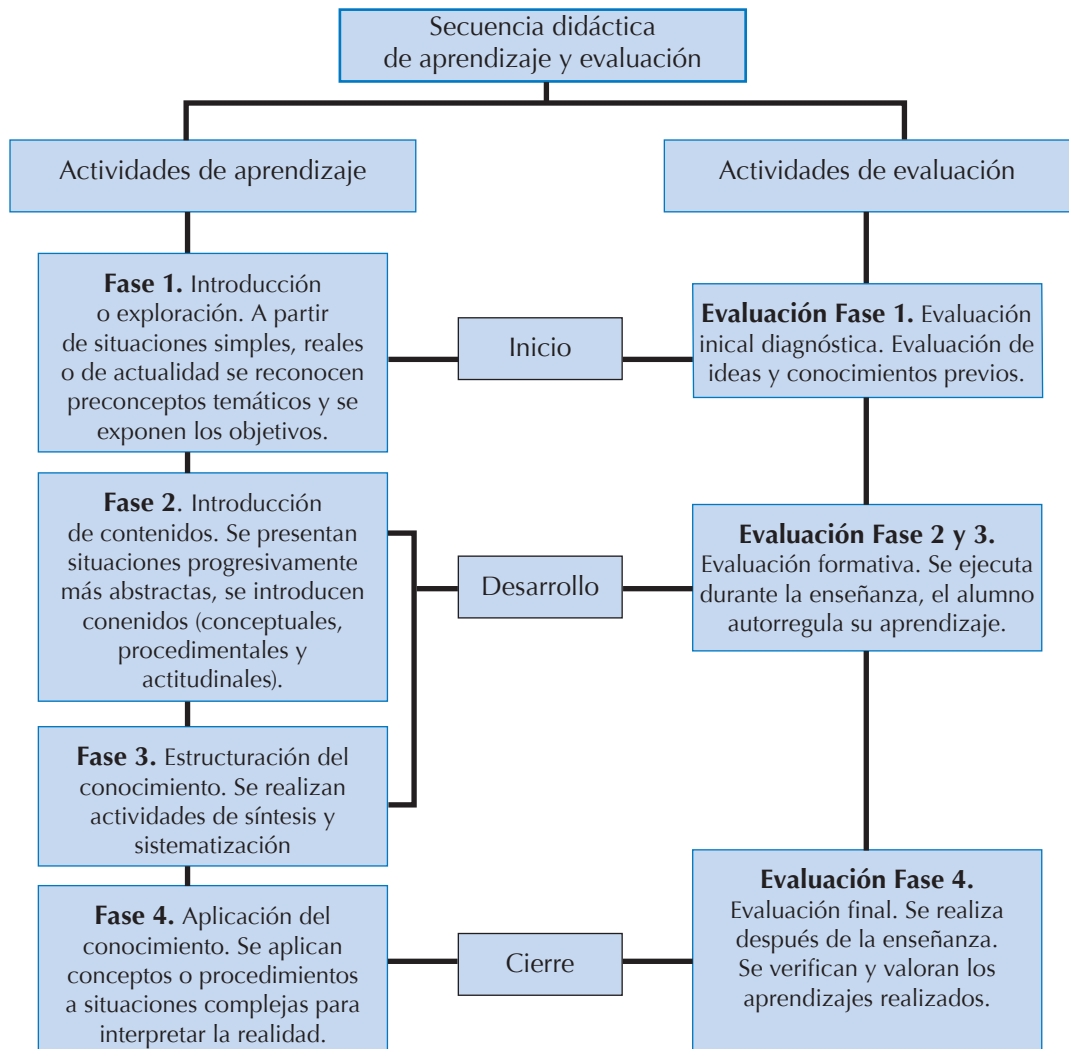 Secuencia didáctica
de aprendizaje y evaluación
Actividades de aprendizaje
Actividades de evaluación
Fase 1. Introducción
o exploración. A partir
de situaciones simples, reales
o de actualidad se reconocen
preconceptos temáticos y se
exponen los objetivos.
Inicio
Evaluación Fase 1. Evaluación
inical diagnóstica. Evaluación de
ideas y conocimientos previos.
Fase 2. Introducción
de contenidos. Se presentan
situaciones progresivamente
más abstractas, se introducen
conenidos (conceptuales,
procedimentales y
actitudinales).
Desarrollo
Evaluación Fase 2 y 3.
Evaluación formativa. Se ejecuta
durante la enseñanza, el alumno
autorregula su aprendizaje.
Fase 3. Estructuración del
conocimiento. Se realizan
actividades de síntesis y
sistematización
Fase 4. Aplicación del
conocimiento. Se aplican
conceptos o procedimientos
a situaciones complejas para
interpretar la realidad.
Cierre
Evaluación Fase 4.
Evaluación final. Se realiza
después de la enseñanza.
Se verifican y valoran los
aprendizajes realizados.